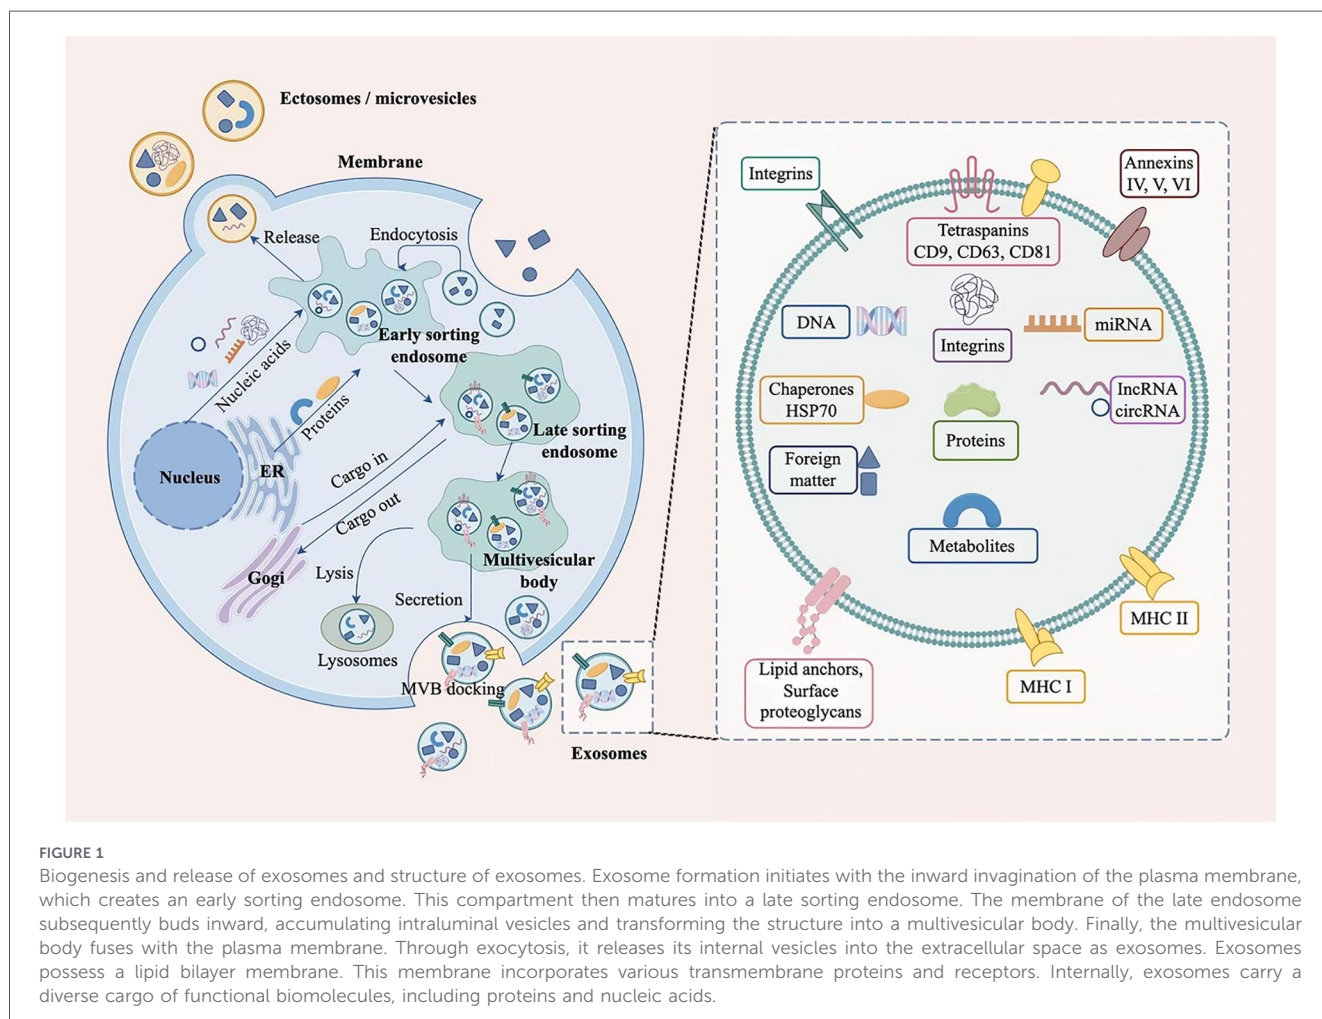 Ectosomes / microvesicles
Membrane
Release
Endocytosis
Early sorting
endosome
Nucleic acids
Proteins
Nucleus
ER
Cargo in
Cargo out
Late sorting
endosome
Gogi
Lysis
Multivesicular
body
Secretion
Lysosomes
MVB docking
Exosomes
Integrins
Tetraspanins
CD9, CD63, CD81
Annexins
IV, V, VI
DNA
Integrins
miRNA
Chaperones
HSP70
Proteins
lncRNA
circRNA
Foreign
matter
Metabolites
Lipid anchors,
Surface
proteoglycans
MHC I
MHC II
FIGURE 1
Biogenesis and release of exosomes and structure of exosomes. Exosome formation initiates with the inward invagination of the plasma membrane,
which creates an early sorting endosome. This compartment then matures into a late sorting endosome. The membrane of the late endosome
subsequently buds inward, accumulating intraluminal vesicles and transforming the structure into a multivesicular body. Finally, the multivesicular
body fuses with the plasma membrane. Through exocytosis, it releases its internal vesicles into the extracellular space as exosomes. Exosomes
possess a lipid bilayer membrane. This membrane incorporates various transmembrane proteins and receptors. Internally, exosomes carry a
diverse cargo of functional biomolecules, including proteins and nucleic acids.